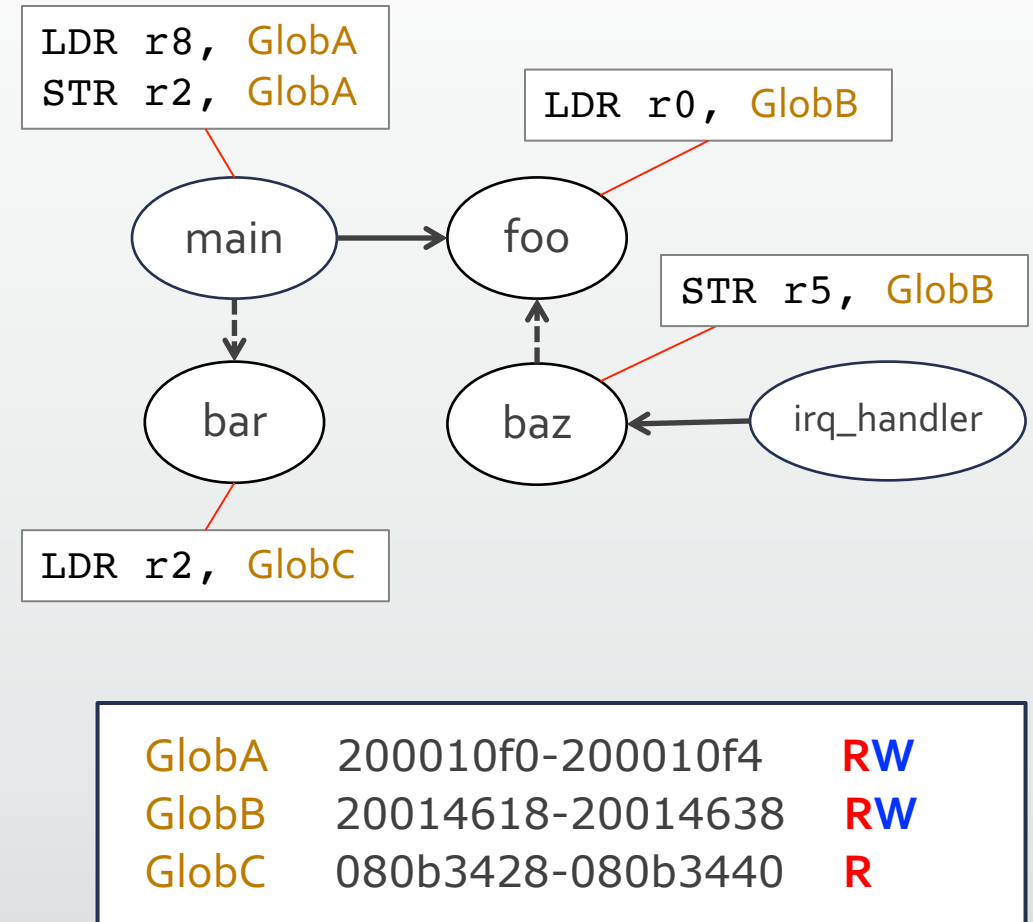 LDR r8, GlobA
STR r2, GlobA
LDR r0, GlobB
main
foo
STR r5, GlobB
bar
baz
irq_handler
LDR r2, GlobC
GlobA 200010f0-200010f4 RW
GlobB 20014618-20014638 RW
GlobC 080b3428-080b3440 R